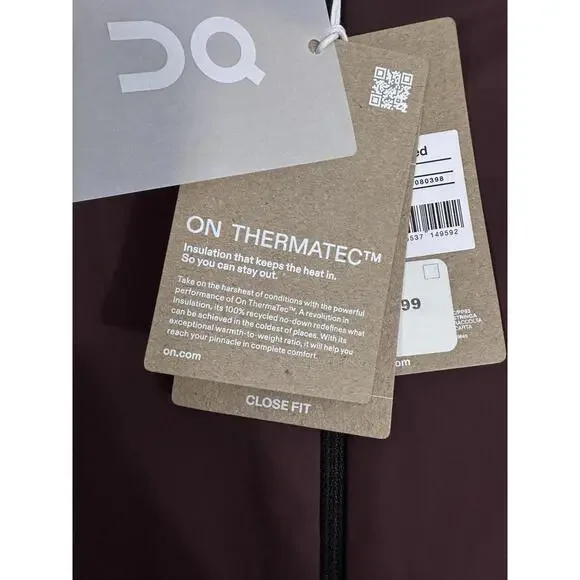 ON THERMATEC™
Insulation that keeps the heat in.
So you can stay out.
Take on the harshest of conditions with the powerful
performance of On ThermaTec™. A revolution in
Insulation, its 100% recycled no-down redefines what
can be achieved in the coldest of places. With its
exceptional warmth-to-weight ratio, it will help you
reach your pinnacle in complete comfort.
on.com
CLOSE FIT
ed
080398
537 149592
99